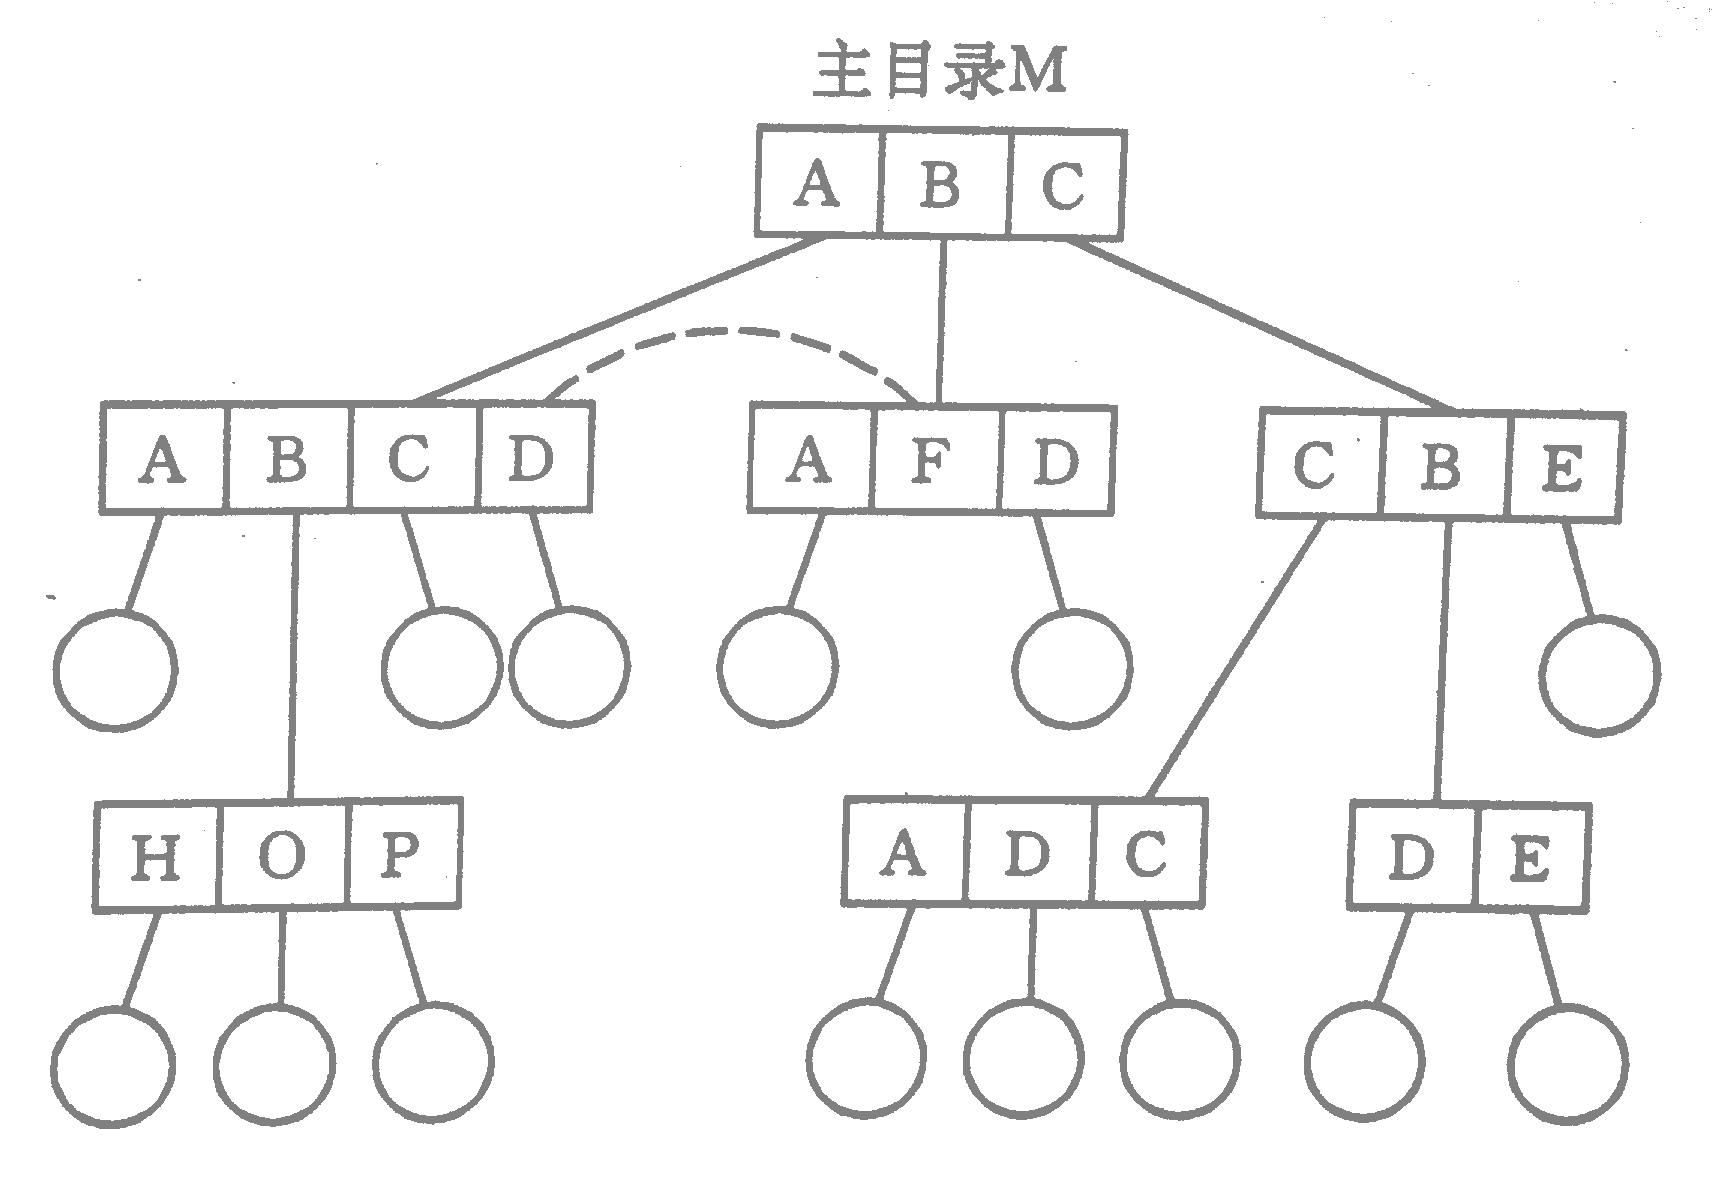 主目录M
A B C
A B C D A F D C B E
H O P A D C D E